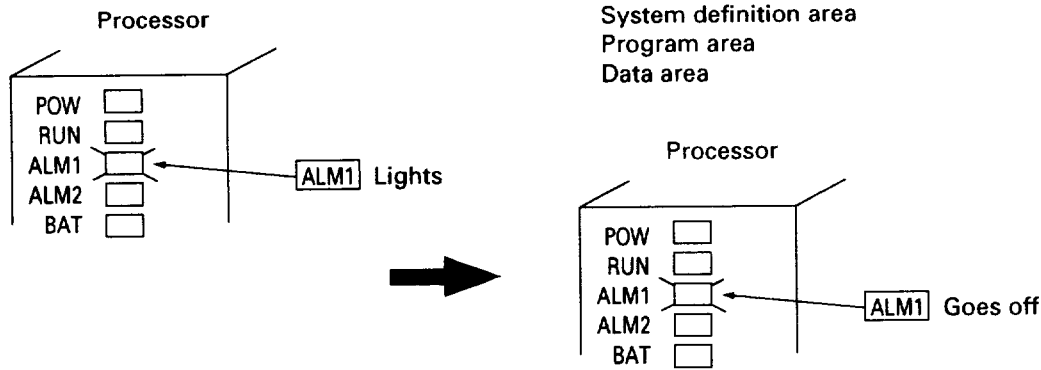 Processor
POW
RUN
ALM1
ALM2
BAT
ALM1 Lights
System definition area
Program area
Data area
Processor
POW
RUN
ALM1
ALM2
BAT
ALM1 Goes off